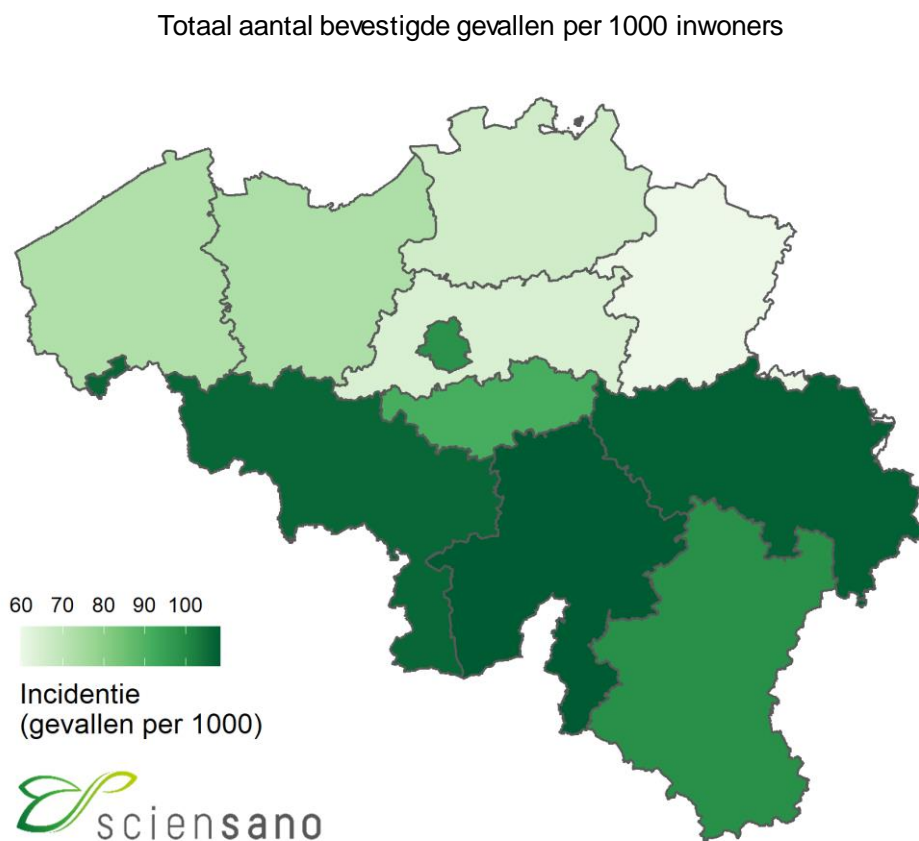 Totaal aantal bevestigde gevallen per 1000 inwoners
60 70 80 90 100
Incidentie
(gevallen per 1000)
sciensano